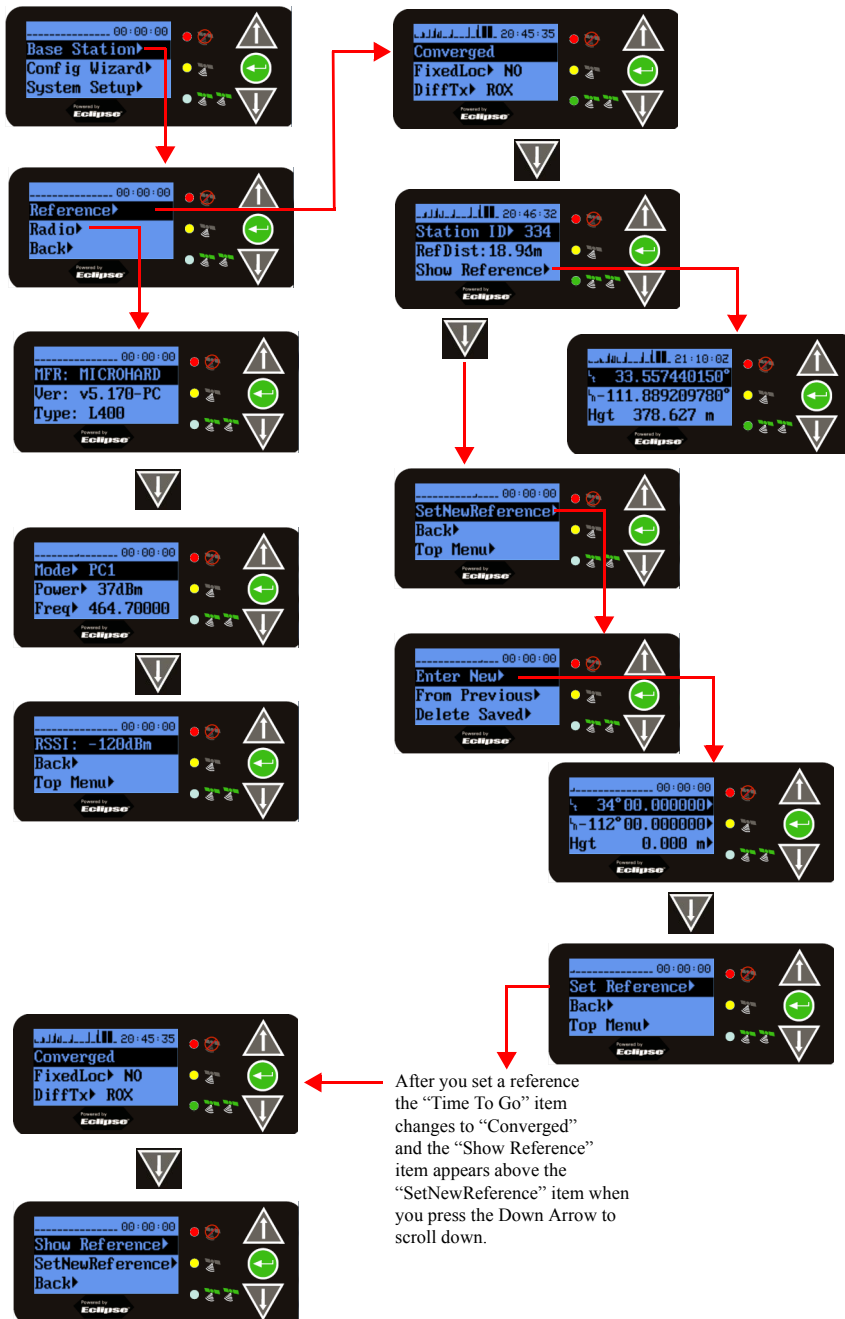 00:00:00
Base Station
Config Wizard
System Setup
Powered by
Eclipse
20:45:35
Converged
FixedLoc NO
DiffTx ROX
Powered by
Eclipse
00:00:00
Reference
Radio
Back
Powered by
Eclipse
20:46:32
Station ID 334
RefDist:18.9dm
Show Reference
Powered by
Eclipse
00:00:00
MFR: MICROHARD
Ver: v5.170-PC
Type: L400
Powered by
Eclipse
21:10:02
33.557440150°
-111.889209780°
Hgt 378.627 m
Powered by
Eclipse
00:00:00
SetNewReference
Back
Top Menu
Powered by
Eclipse
00:00:00
Mode PC1
Power 37dBm
Freq 464.70000
Powered by
Eclipse
00:00:00
Enter New
From Previous
Delete Saved
Powered by
Eclipse
00:00:00
RSSI: -120dBm
Back
Top Menu
Powered by
Eclipse
00:00:00
34°00.000000
-112°00.000000
Hgt 0.000 m
Powered by
Eclipse
00:00:00
Set Reference
Back
Top Menu
Powered by
Eclipse
20:45:35
Converged
FixedLoc NO
DiffTx ROX
Powered by
Eclipse
After you set a reference
the “Time To Go” item
changes to “Converged”
and the “Show Reference”
item appears above the
“SetNewReference” item when
you press the Down Arrow to
scroll down.
00:00:00
Show Reference
SetNewReference
Back
Powered by
Eclipse